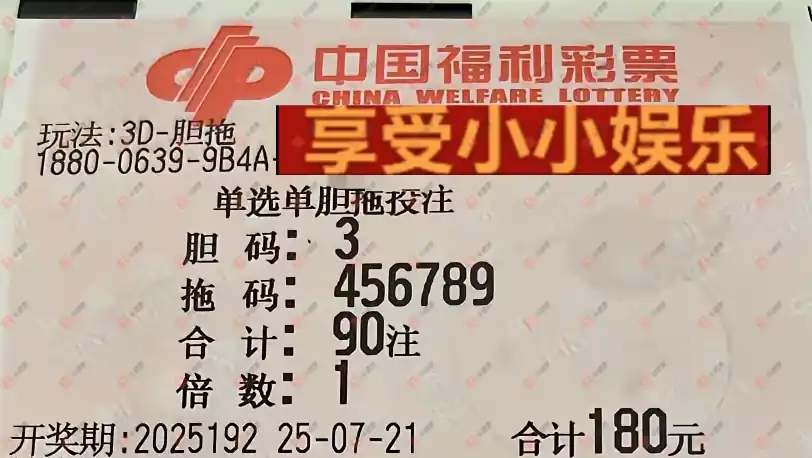 中国福利彩票
CHINA WELFARE LOTTERY
玩法:3D-胆拖
1880-0639-9B4A-
享受小小娱乐
单选单胆拖投注
胆 码: 3
拖 码: 456789
合 计: 90注
倍 数: 1
开奖期:2025192 25-07-21 合计180元